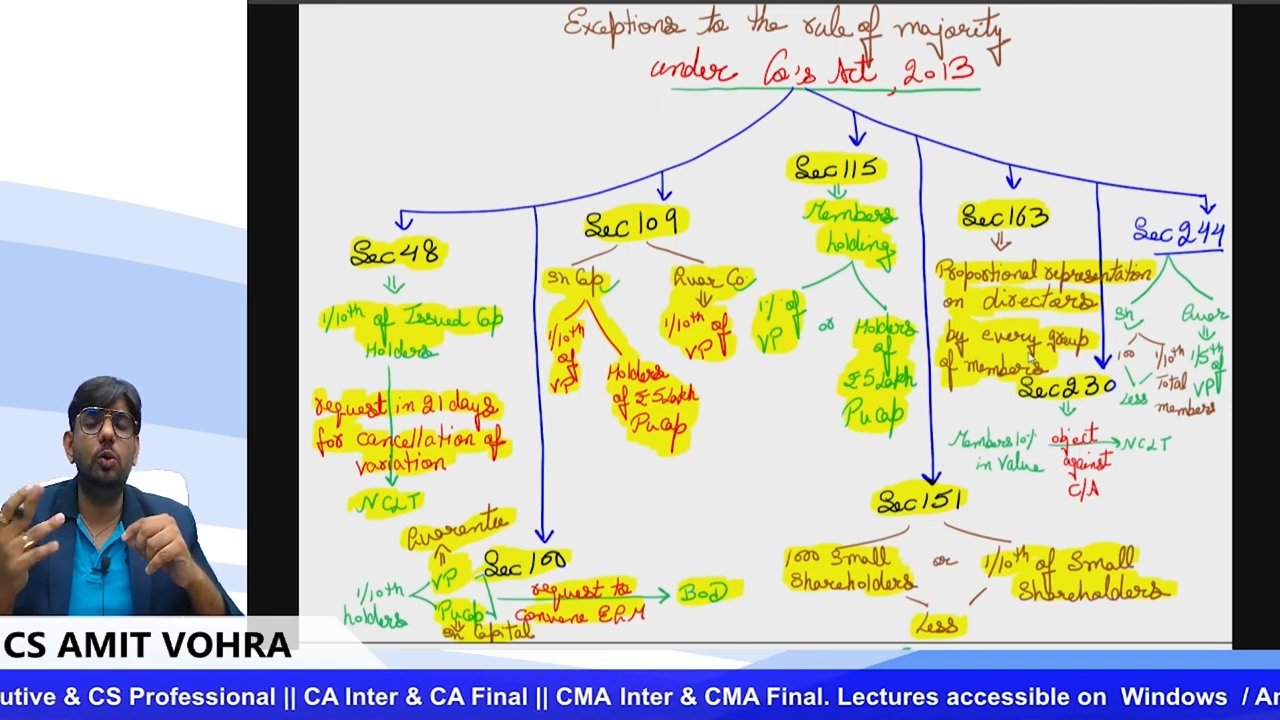 Exceptions to the rule of majority
under Co's Act, 2013
Sec 48
1/10th of Issued Cap
Holders
request in 21 days
for cancellation of
variation
NCLT
Sec 109
Sh Cap
1/10th
of
VP
Holders
of ₹5 Lakh
Pucap
Guar Co.
1/10th of
VP
Sec 115
Members
holding
1% of
VP
or
Holders
of
₹5 Lakh
Pu cap
Sec 163
Proportional representation
on directors
by every group
of members
Sec 244
Sh
100
1/10th
Total
members
Less
Guar
1/5th
of
VP
Sec 230
Members 10%
in value
object
against
C/A
NCLT
Sec 151
1000 Small
Shareholders
or
1/10th of Small
Shareholders
Less
Sec 100
Guarantee
VP
1/10th
holders
Pucap
Sh Capital
request to
convene EGM
BOD
CS AMIT VOHRA
utive & CS Professional || CA Inter & CA Final || CMA Inter & CMA Final. Lectures accessible on Windows / An